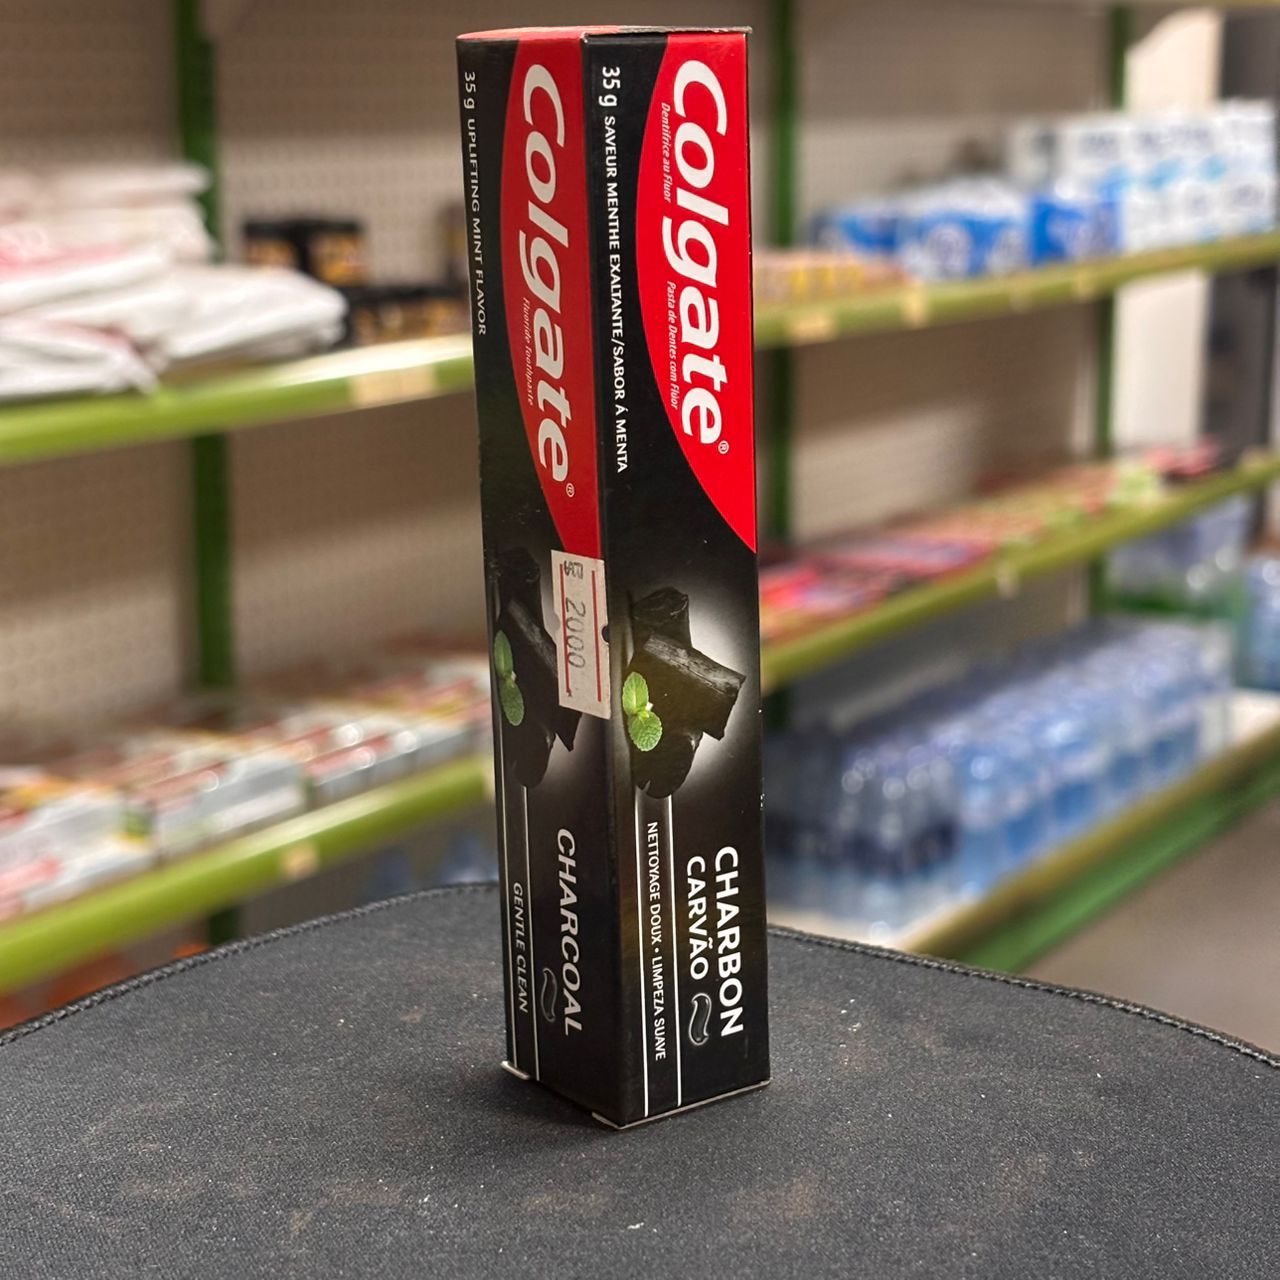 35 g UPLIFTING MINT FLAVOR
Colgate®
Fluoride Toothpaste
2000
CHARCOAL
GENTLE CLEAN
35 g SAVEUR MENTHE EXALTANTE/SABOR Á MENTA
Colgate®
Dentifrice au Fluor
Pasta de Dentes com Flúor
CHARBON
CARVÃO
NETTOYAGE DOUX • LIMPEZA SUAVE